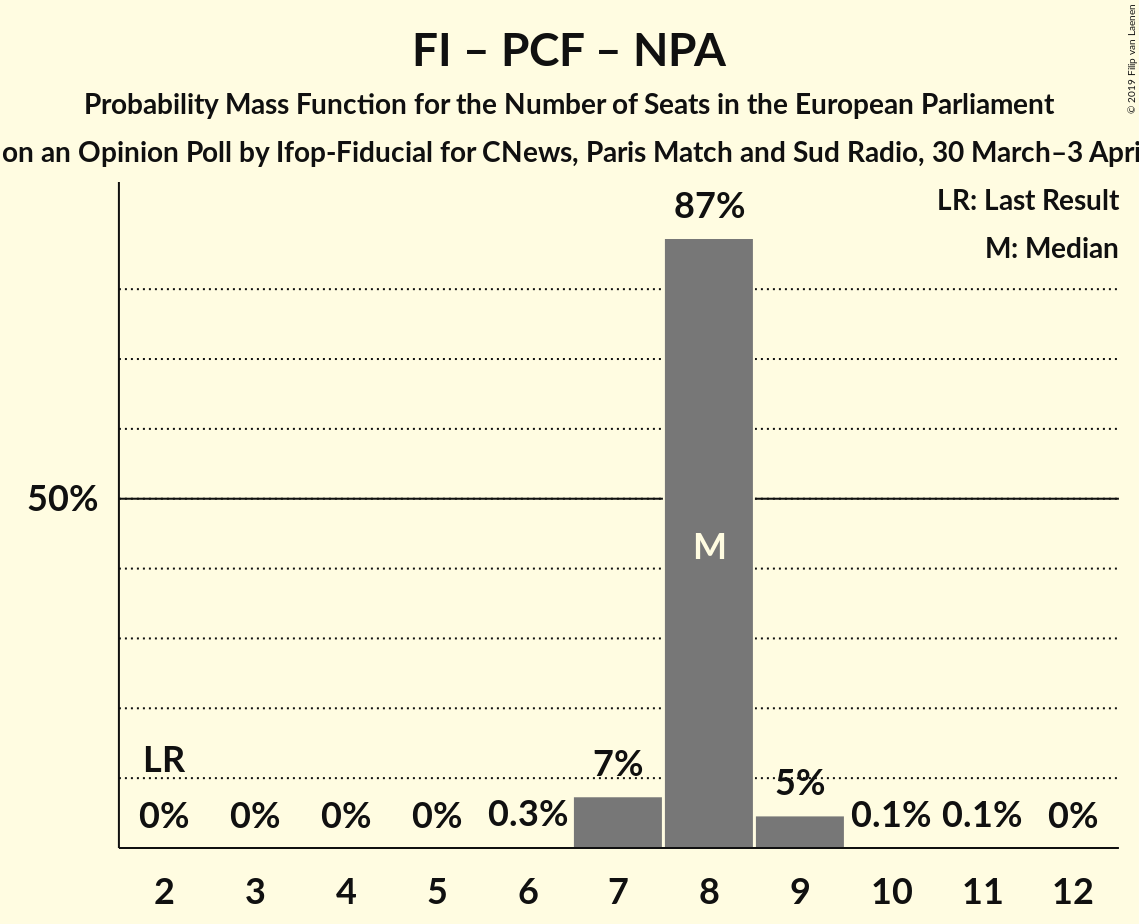 FI – PCF – NPA
Probability Mass Function for the Number of Seats in the European Parliament
on an Opinion Poll by Ifop-Fiducial for CNews, Paris Match and Sud Radio, 30 March–3 Apri
© 2019 Filip van Laenen
LR: Last Result
M: Median
87%
50%
M
LR
0%
0%
0%
0%
0.3%
7%
5%
0.1%
0.1%
0%
2
3
4
5
6
7
8
9
10
11
12